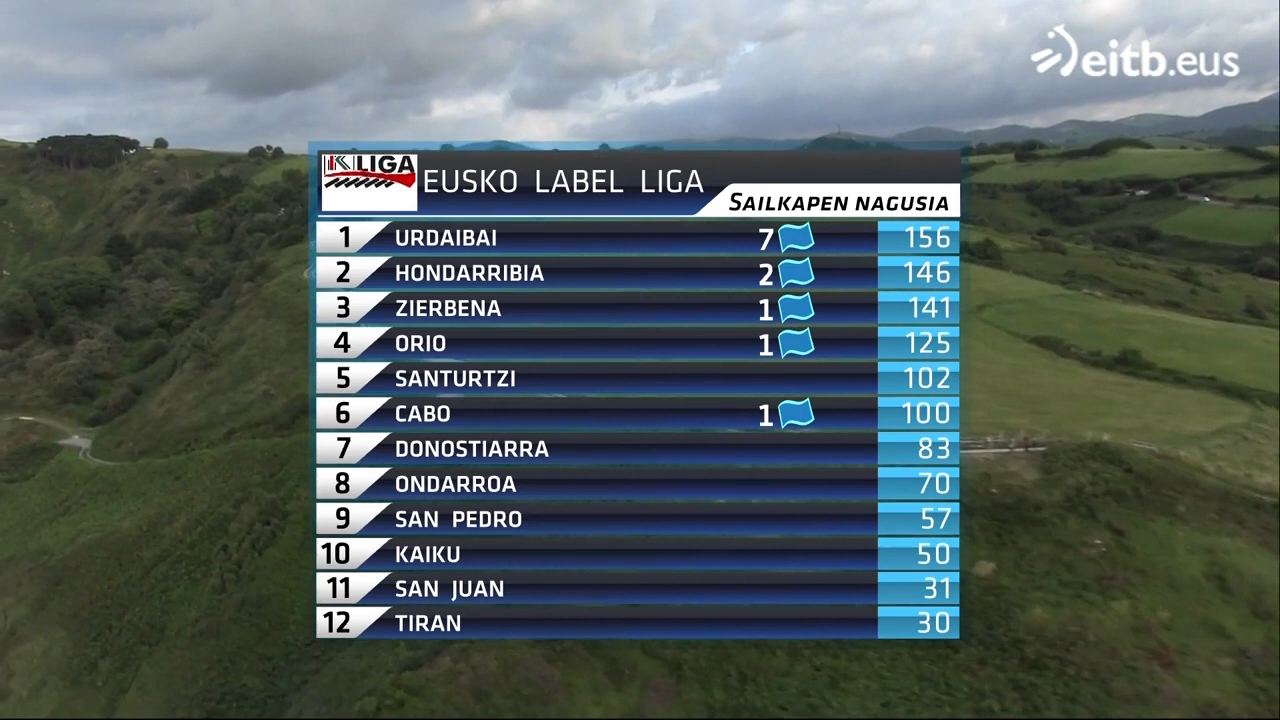 eitb.eus
K LIGA
EUSKO LABEL LIGA
SAILKAPEN NAGUSIA
1 URDAIBAI 7 156
2 HONDARRIBIA 2 146
3 ZIERBENA 1 141
4 ORIO 1 125
5 SANTURTZI 102
6 CABO 1 100
7 DONOSTIARRA 83
8 ONDARROA 70
9 SAN PEDRO 57
10 KAIKU 50
11 SAN JUAN 31
12 TIRAN 30